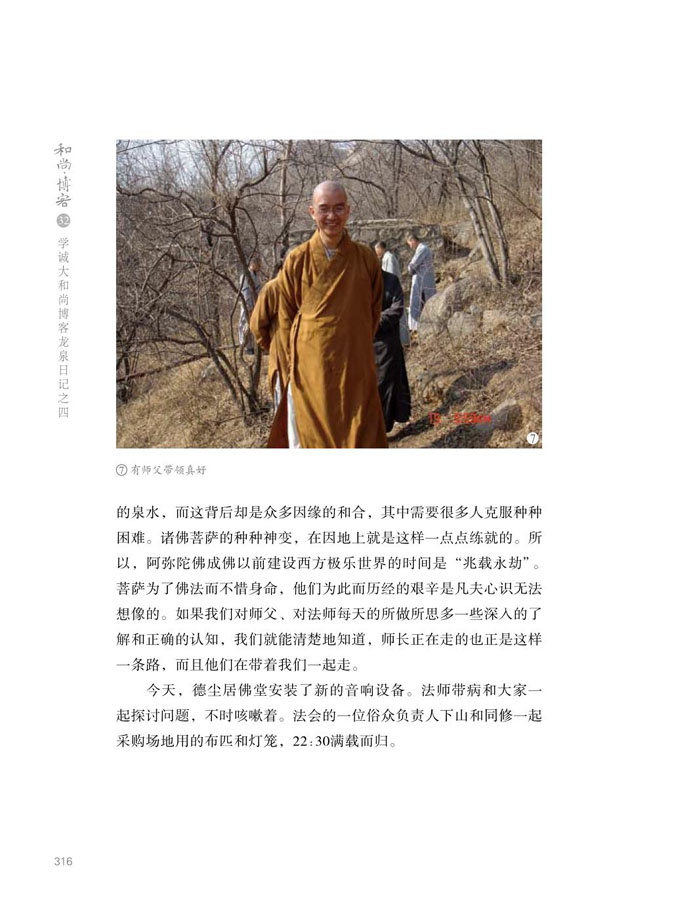 和尚·博客
32
学诚大和尚博客龙泉日记之四
7
⑦ 有师父带领真好
的泉水，而这背后却是众多因缘的和合，其中需要很多人克服种种
困难。诸佛菩萨的种种神变，在因地上就是这样一点点练就的。所
以，阿弥陀佛成佛以前建设西方极乐世界的时间是“兆载永劫”。
菩萨为了佛法而不惜身命，他们为此而历经的艰辛是凡夫心识无法
想像的。如果我们对师父、对法师每天的所做所思多一些深入的了
解和正确的认知，我们就能清楚地知道，师长正在走的也正是这样
一条路，而且他们在带着我们一起走。
今天，德尘居佛堂安装了新的音响设备。法师带病和大家一
起探讨问题，不时咳嗽着。法会的一位俗众负责人下山和同修一起
采购场地用的布匹和灯笼，22:30满载而归。
316